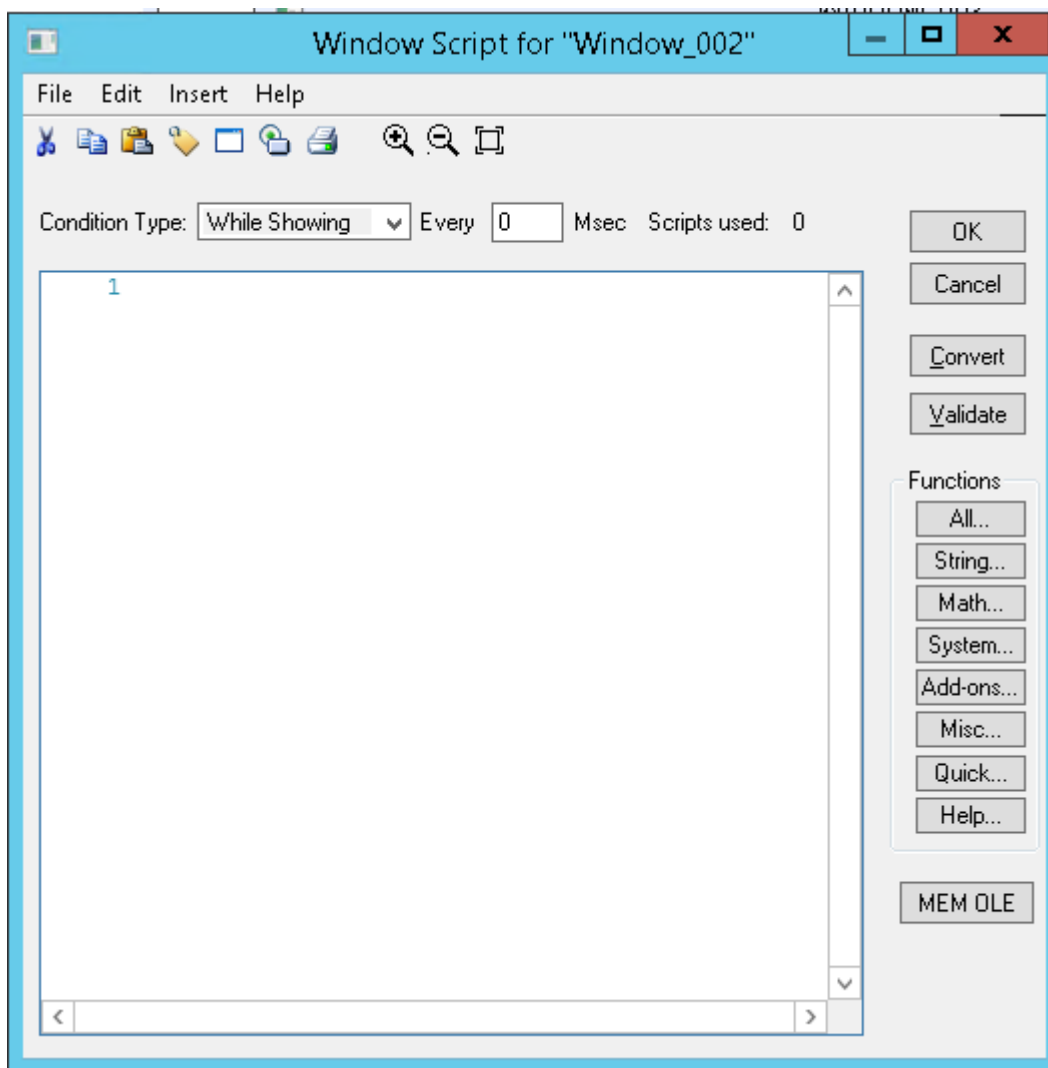 Window Script for "Window_002"
File Edit Insert Help
Condition Type: While Showing Every 0 Msec Scripts used: 0
OK
1
Cancel
Convert
Validate
Functions
All...
String...
Math...
System...
Add-ons...
Misc...
Quick...
Help...
MEM OLE